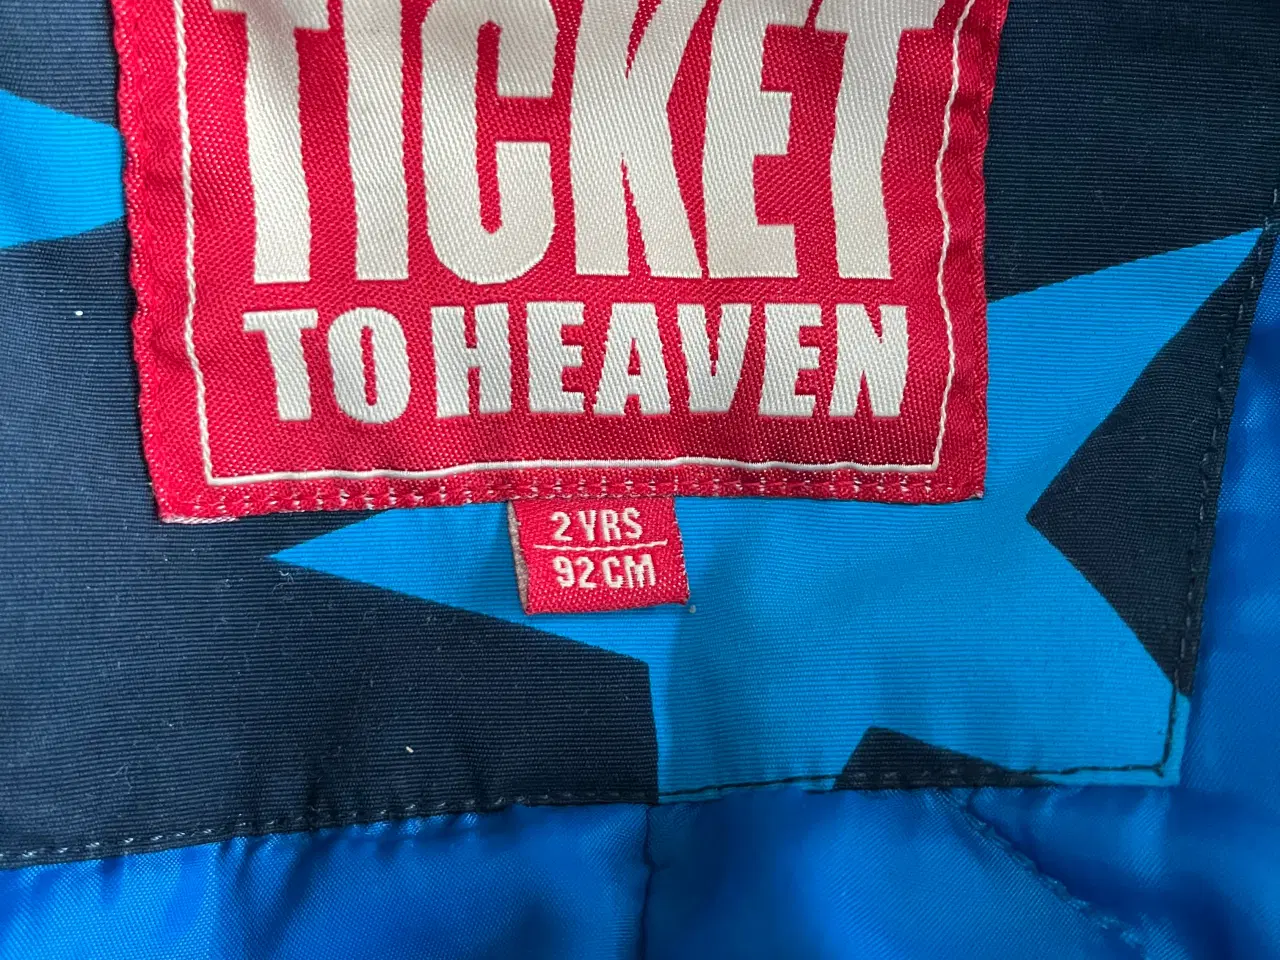 TICKET
TO HEAVEN
2 YRS
92 CM